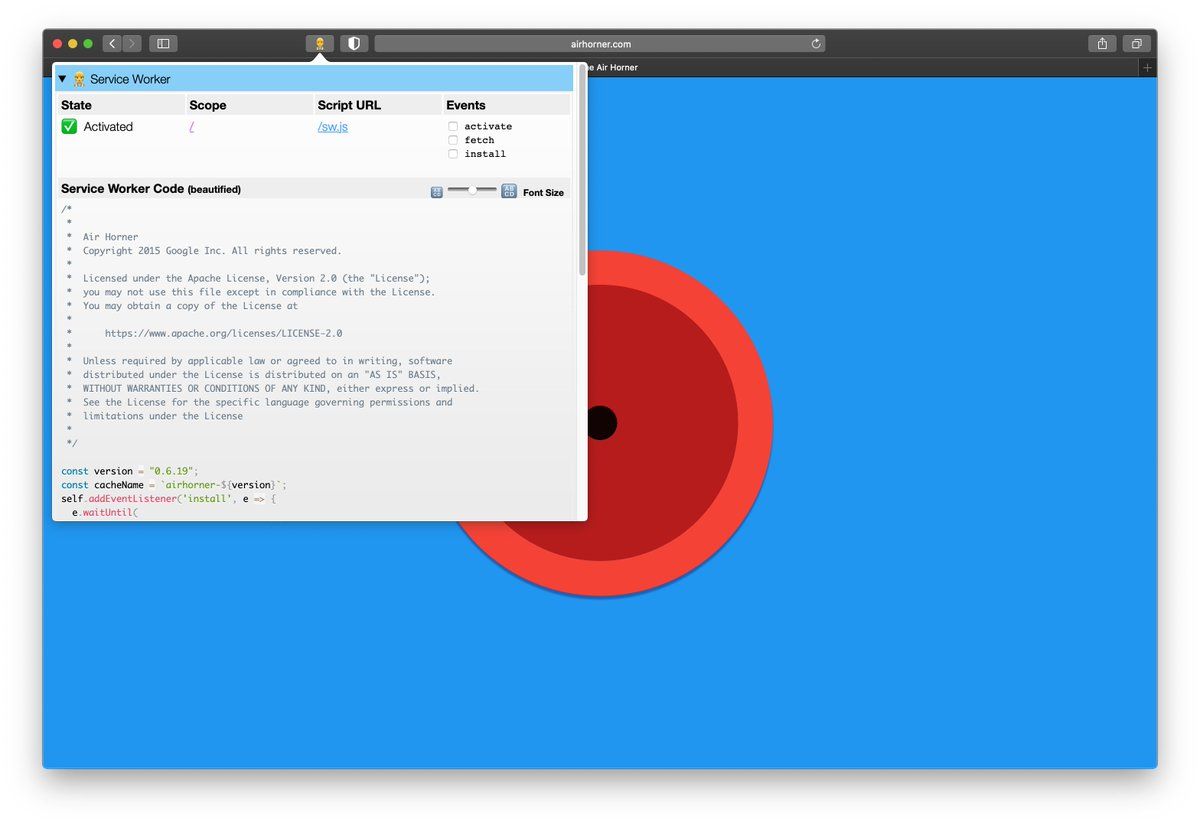 airhorner.com
he Air Horner
Service Worker
State Scope Script URL Events
Activated / /sw.js activate
fetch
install
Service Worker Code (beautified) Font Size
/*
*
* Air Horner
* Copyright 2015 Google Inc. All rights reserved.
*
* Licensed under the Apache License, Version 2.0 (the "License");
* you may not use this file except in compliance with the License.
* You may obtain a copy of the License at
*
* https://www.apache.org/licenses/LICENSE-2.0
*
* Unless required by applicable law or agreed to in writing, software
* distributed under the License is distributed on an "AS IS" BASIS,
* WITHOUT WARRANTIES OR CONDITIONS OF ANY KIND, either express or implied.
* See the License for the specific language governing permissions and
* limitations under the License
*
*/
const version = "0.6.19";
const cacheName = `airhorner-${version}`;
self.addEventListener('install', e => {
e.waitUntil(